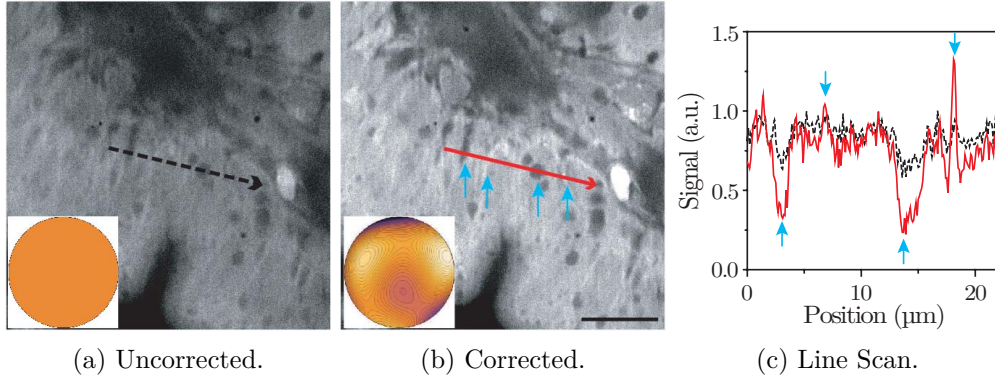 1.5
1.0
0.5
0.0
Signal (a.u.)
0 10 20
Position (µm)
(a) Uncorrected.
(b) Corrected.
(c) Line Scan.